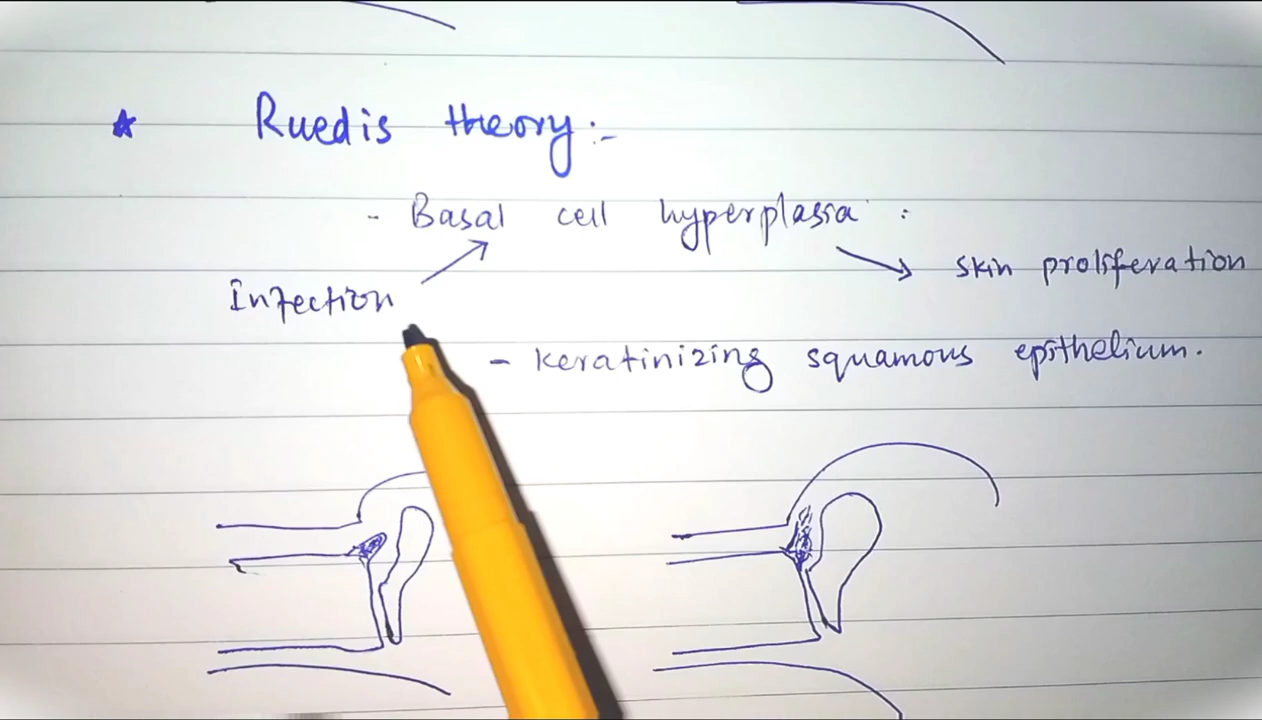 ★ Ruedis theory:-
- Basal cell hyperplasia :
skin proliferation
Infection
- keratinizing squamous epithelium.